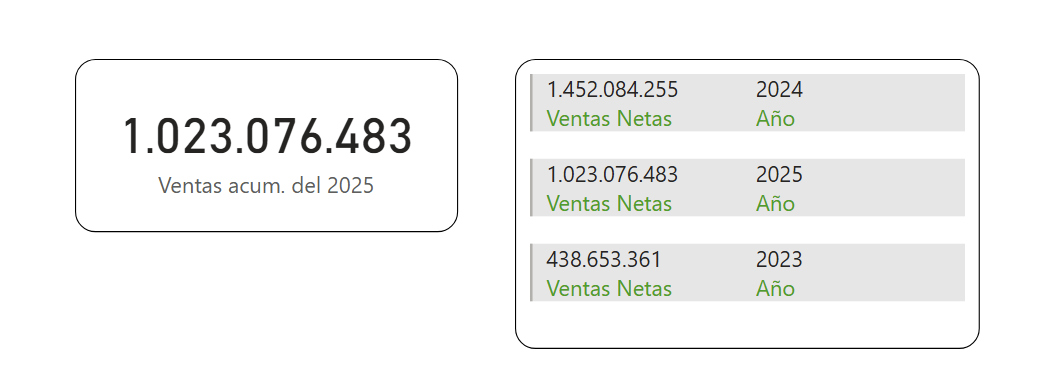 1.023.076.483
Ventas acum. del 2025
1.452.084.255 2024
Ventas Netas Año
1.023.076.483 2025
Ventas Netas Año
438.653.361 2023
Ventas Netas Año